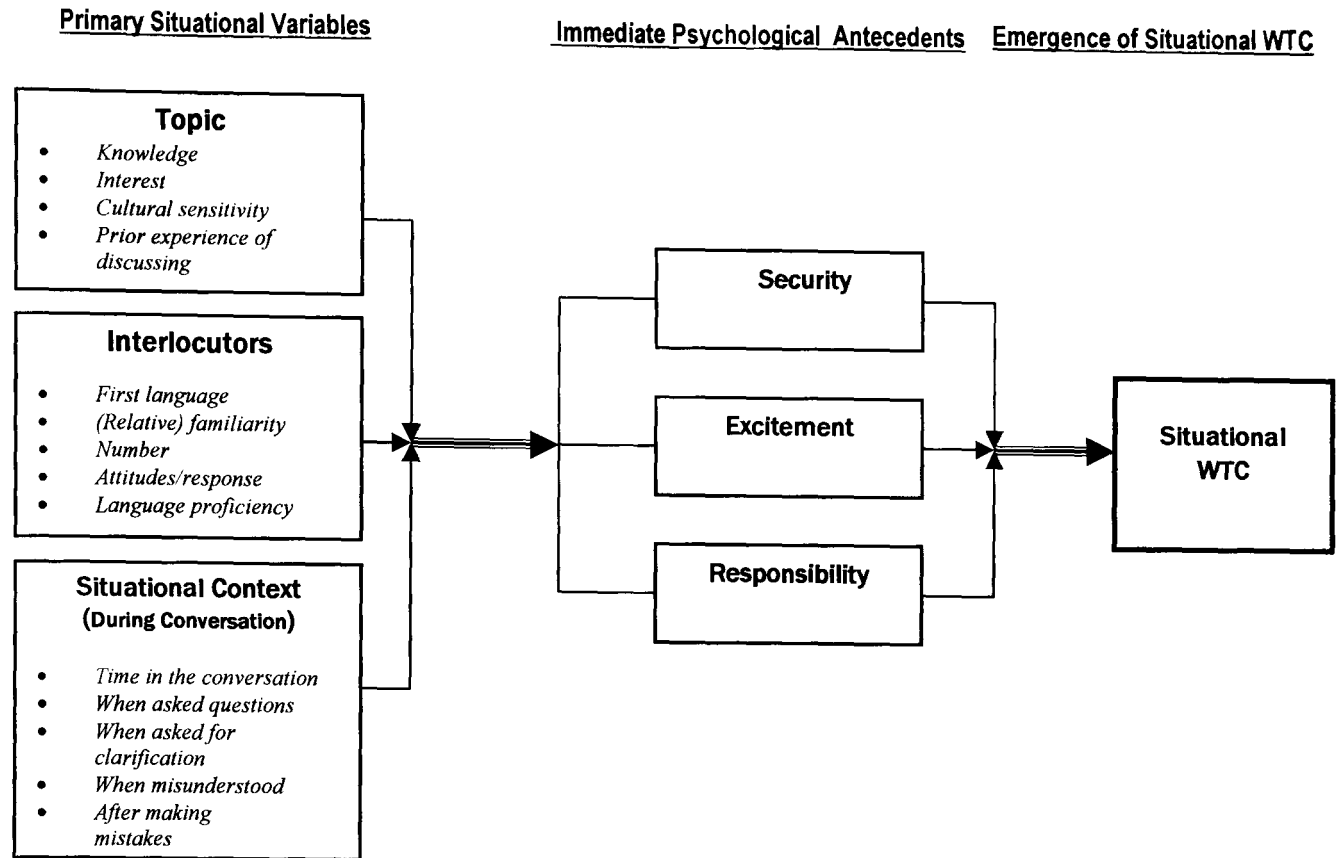 Primary Situational Variables
Immediate Psychological Antecedents
Emergence of Situational WTC
Topic
• Knowledge
• Interest
• Cultural sensitivity
• Prior experience of
discussing
Interlocutors
• First language
• (Relative) familiarity
• Number
• Attitudes/response
• Language proficiency
Situational Context
(During Conversation)
• Time in the conversation
• When asked questions
• When asked for
clarification
• When misunderstood
• After making
mistakes
Security
Excitement
Responsibility
Situational
WTC